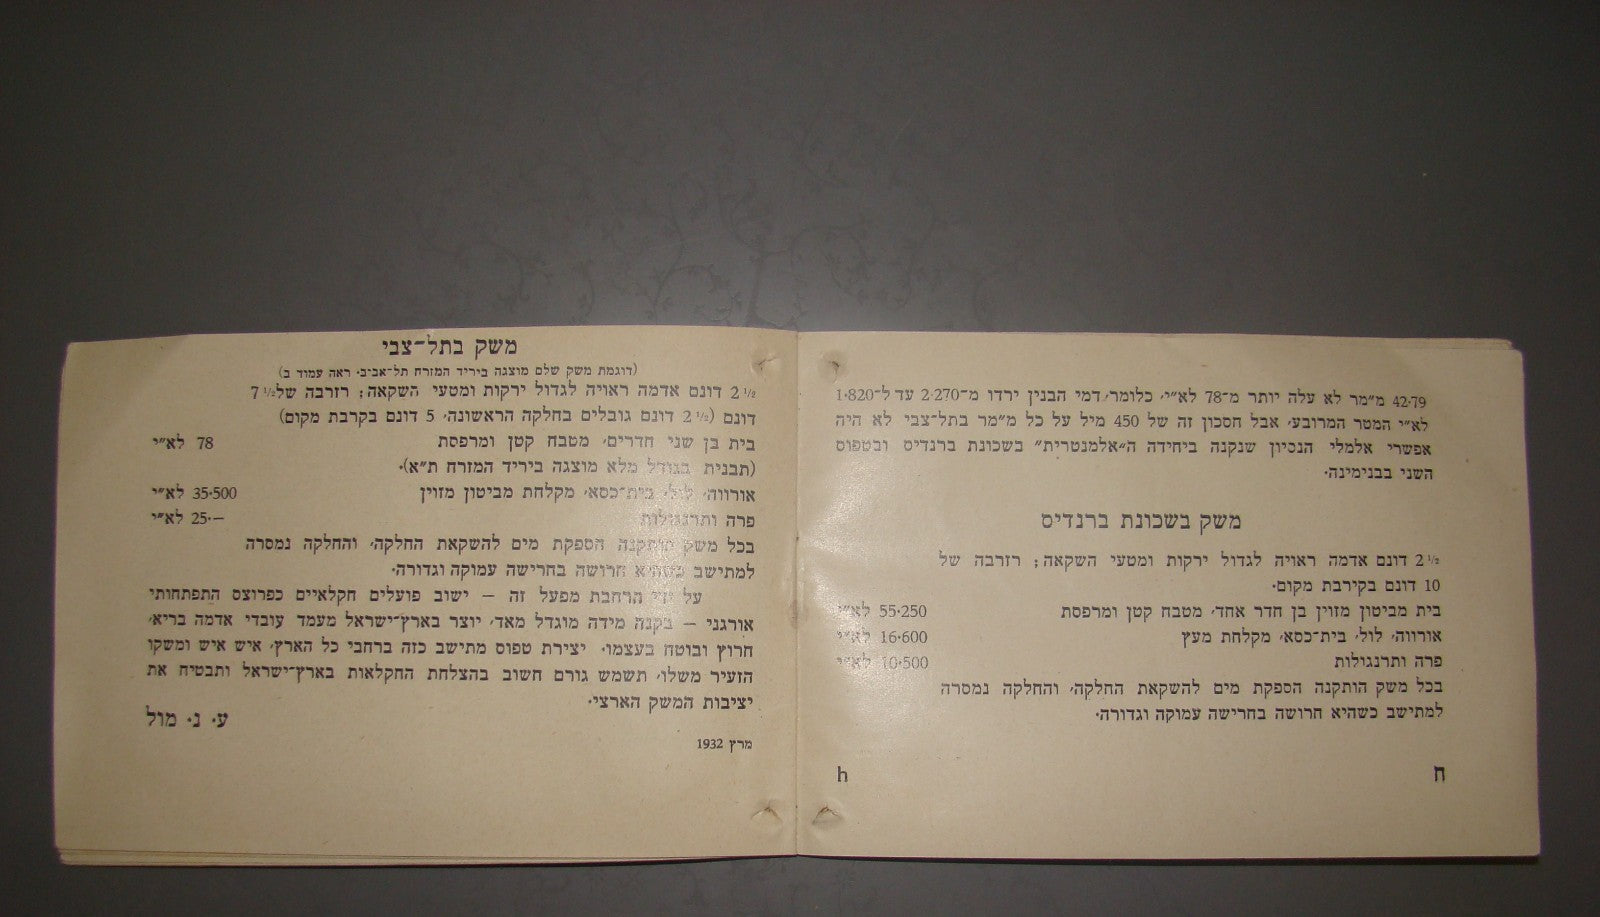 42·79 מ״מר לא עלה יותר מ־78 לא״י, כלומר, דמי הבנין ירדו מ־2·270 עד ל־1·820
לא״י המטר המרובע, אבל חסכון זה של 450 מיל על כל מ״מר בתל־צבי לא היה
אפשרי אלמלי הנסיון שנקנה ביחידה ה״אלמנטרית״ בשכונת ברנדיס ובטפוס
השני בבנימינה.
משק בשכונת ברנדיס
2 ½ דונם אדמה ראויה לגדול ירקות ומטעי השקאה; רזרבה של
10 דונם בקירבת מקום.
בית מביטון מזוין בן חדר אחד, מטבח קטן ומרפסת 55·250 לא״י
אורווה, לול, בית־כסא, מקלחת מעץ 16·600 לא״י
פרה ותרנגולות 10·500 לא״י
בכל משק הותקנה הספקת מים להשקאת החלקה, והחלקה נמסרה
למתישב כשהיא חרושה בחרישה עמוקה וגדורה.
ח h
משק בתל־צבי
(דוגמת משק שלם מוצגה ביריד המזרח תל־אביב. ראה עמוד ב)
2 ½ דונם אדמה ראויה לגדול ירקות ומטעי השקאה; רזרבה של 7 ½
דונם (2 ½ דונם גובלים בחלקה הראשונה, 5 דונם בקרבת מקום)
בית בן שני חדרים, מטבח קטן ומרפסת 78 לא״י
(תבנית בגודל מלא מוצגה ביריד המזרח ת״א).
אורווה, לול, בית־כסא, מקלחת מביטון מזוין 35·500 לא״י
פרה ותרנגולות 25·— לא״י
בכל משק הותקנה הספקת מים להשקאת החלקה, והחלקה נמסרה
למתישב כשהיא חרושה בחרישה עמוקה וגדורה.
על ידי הרחבת מפעל זה — ישוב פועלים חקלאיים כפרוצס התפתחותי
אורגני — בקנה מידה מוגדל מאד, יוצר בארץ־ישראל מעמד עובדי אדמה בריא,
חרוץ ובוטח בעצמו. יצירת טפוס מתישב כזה ברחבי כל הארץ, איש איש ומשקו
הזעיר משלו, תשמש גורם חשוב בהצלחת החקלאות בארץ־ישראל ותבטיח את
יציבות המשק הארצי.
ע. נ. מול
מרץ 1932